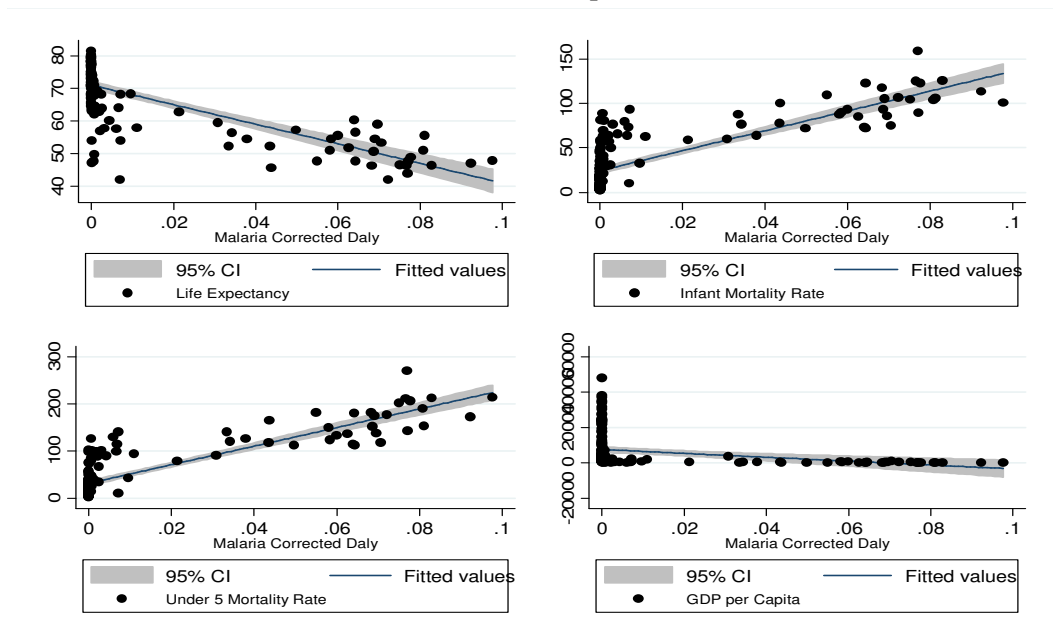 80
70
60
50
40
0 .02 .04 .06 .08 .1
Malaria Corrected Daly
95% CI Fitted values
Life Expectancy
150
100
50
0
0 .02 .04 .06 .08 .1
Malaria Corrected Daly
95% CI Fitted values
Infant Mortality Rate
300
200
100
0
0 .02 .04 .06 .08 .1
Malaria Corrected Daly
95% CI Fitted values
Under 5 Mortality Rate
60000
40000
20000
0
-20000
0 .02 .04 .06 .08 .1
Malaria Corrected Daly
95% CI Fitted values
GDP per Capita